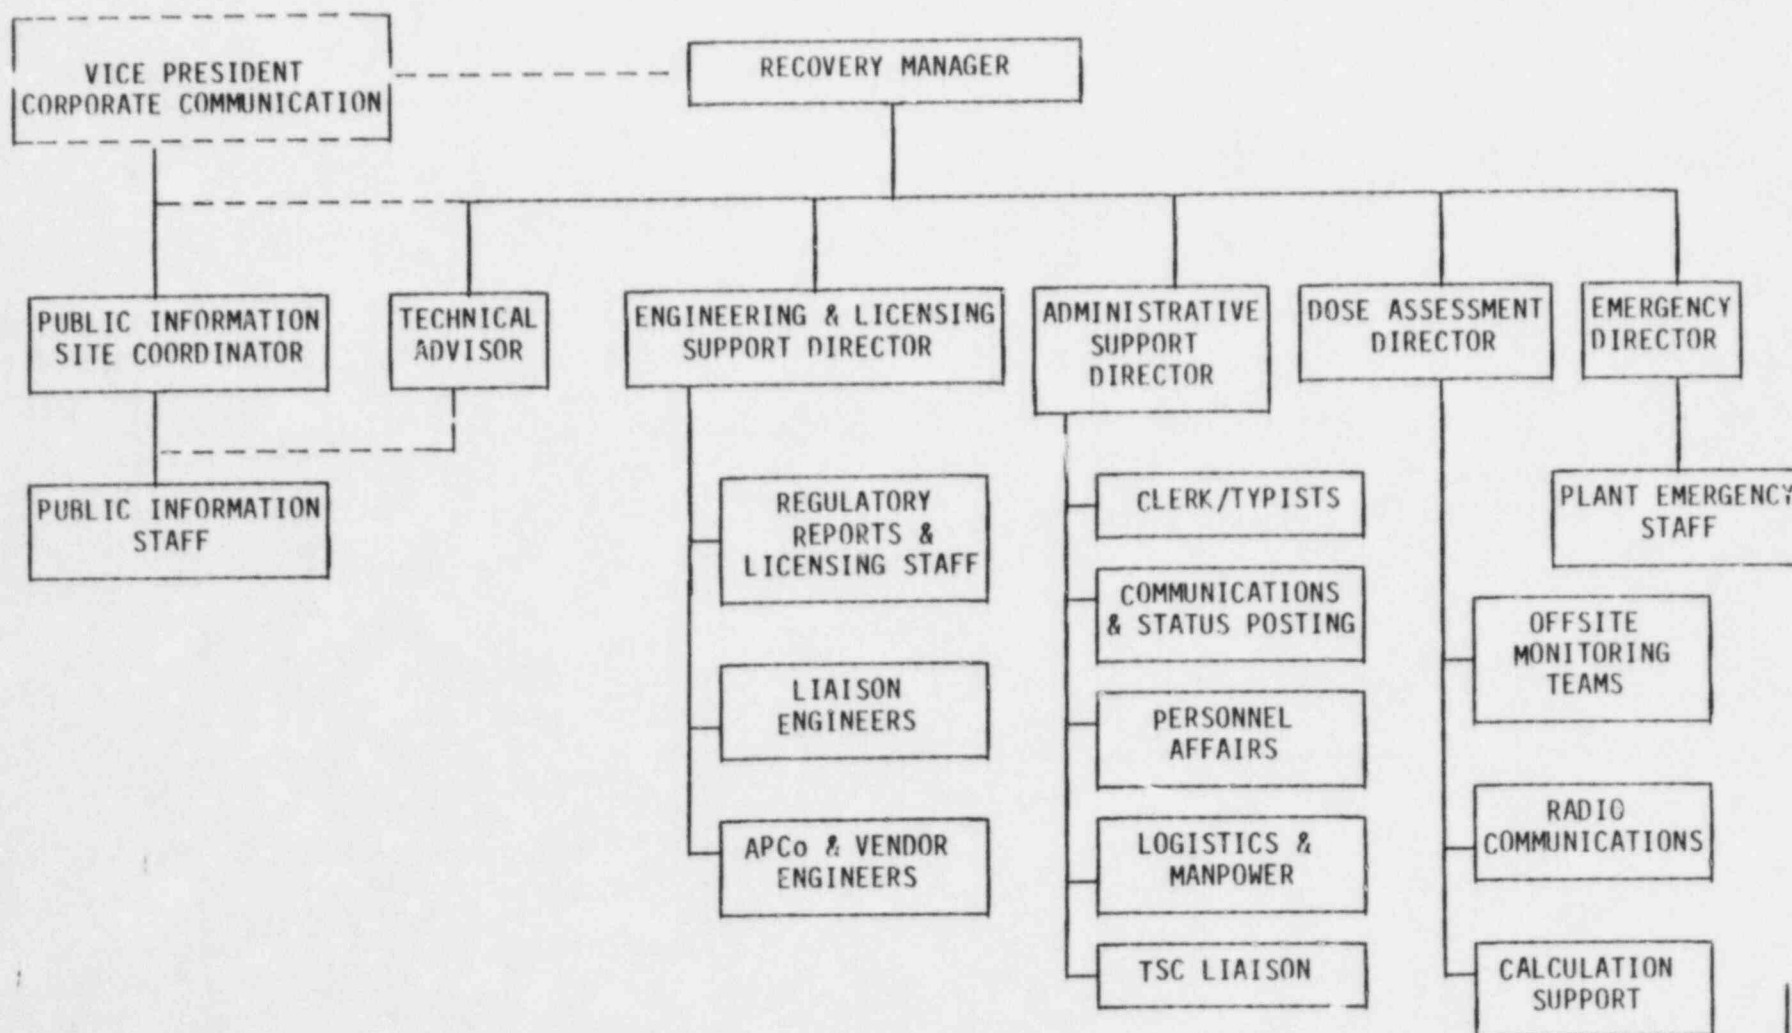 VICE PRESIDENT
CORPORATE COMMUNICATION
RECOVERY MANAGER
PUBLIC INFORMATION
SITE COORDINATOR
TECHNICAL
ADVISOR
ENGINEERING & LICENSING
SUPPORT DIRECTOR
ADMINISTRATIVE
SUPPORT
DIRECTOR
DOSE ASSESSMENT
DIRECTOR
EMERGENCY
DIRECTOR
PUBLIC INFORMATION
STAFF
REGULATORY
REPORTS &
LICENSING STAFF
LIAISON
ENGINEERS
APCo & VENDOR
ENGINEERS
CLERK/TYPISTS
COMMUNICATIONS
& STATUS POSTING
PERSONNEL
AFFAIRS
LOGISTICS &
MANPOWER
TSC LIAISON
OFFSITE
MONITORING
TEAMS
RADIO
COMMUNICATIONS
CALCULATION
SUPPORT
PLANT EMERGENCY
STAFF